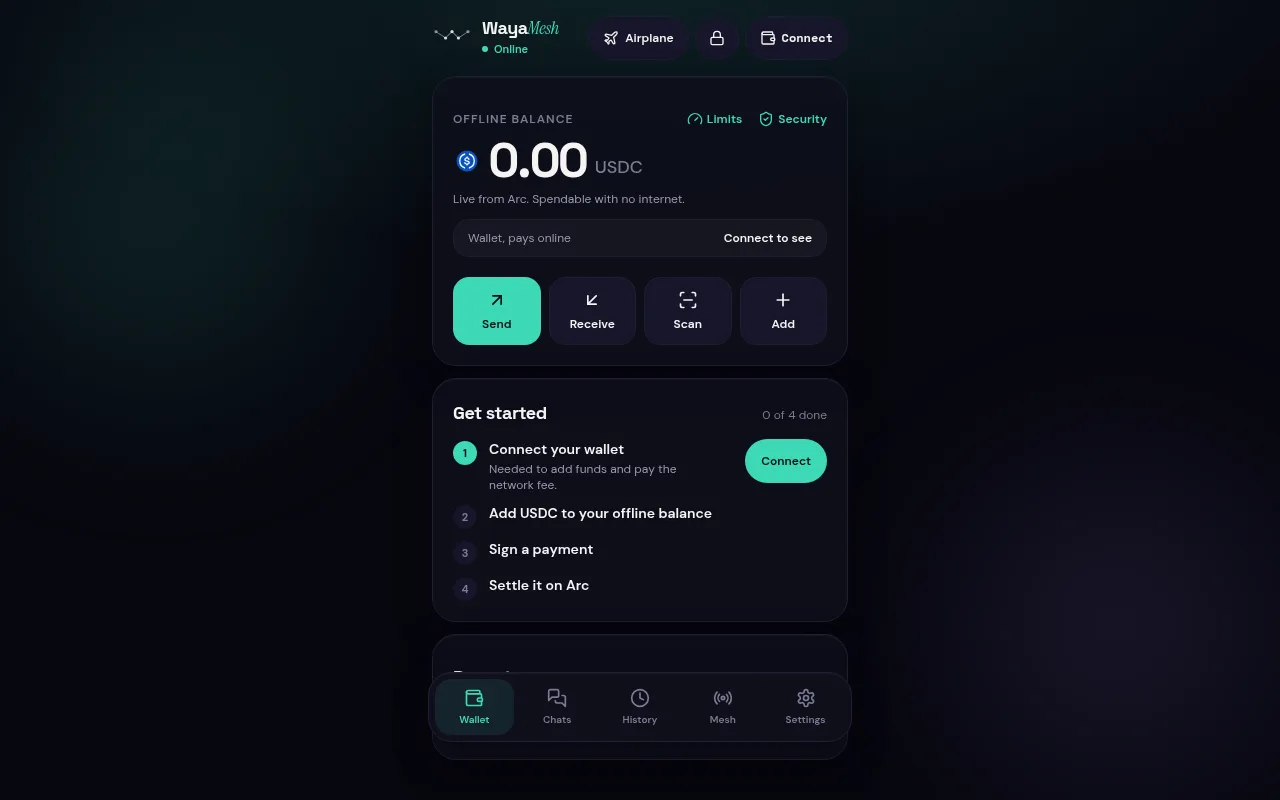 WayaMesh
Online
Airplane
Connect
OFFLINE BALANCE
Limits
Security
0.00 USDC
Live from Arc. Spendable with no internet.
Wallet, pays online
Connect to see
Send
Receive
Scan
Add
Get started
0 of 4 done
1
Connect your wallet
Needed to add funds and pay the
network fee.
Connect
2
Add USDC to your offline balance
3
Sign a payment
4
Settle it on Arc
Wallet
Chats
History
Mesh
Settings